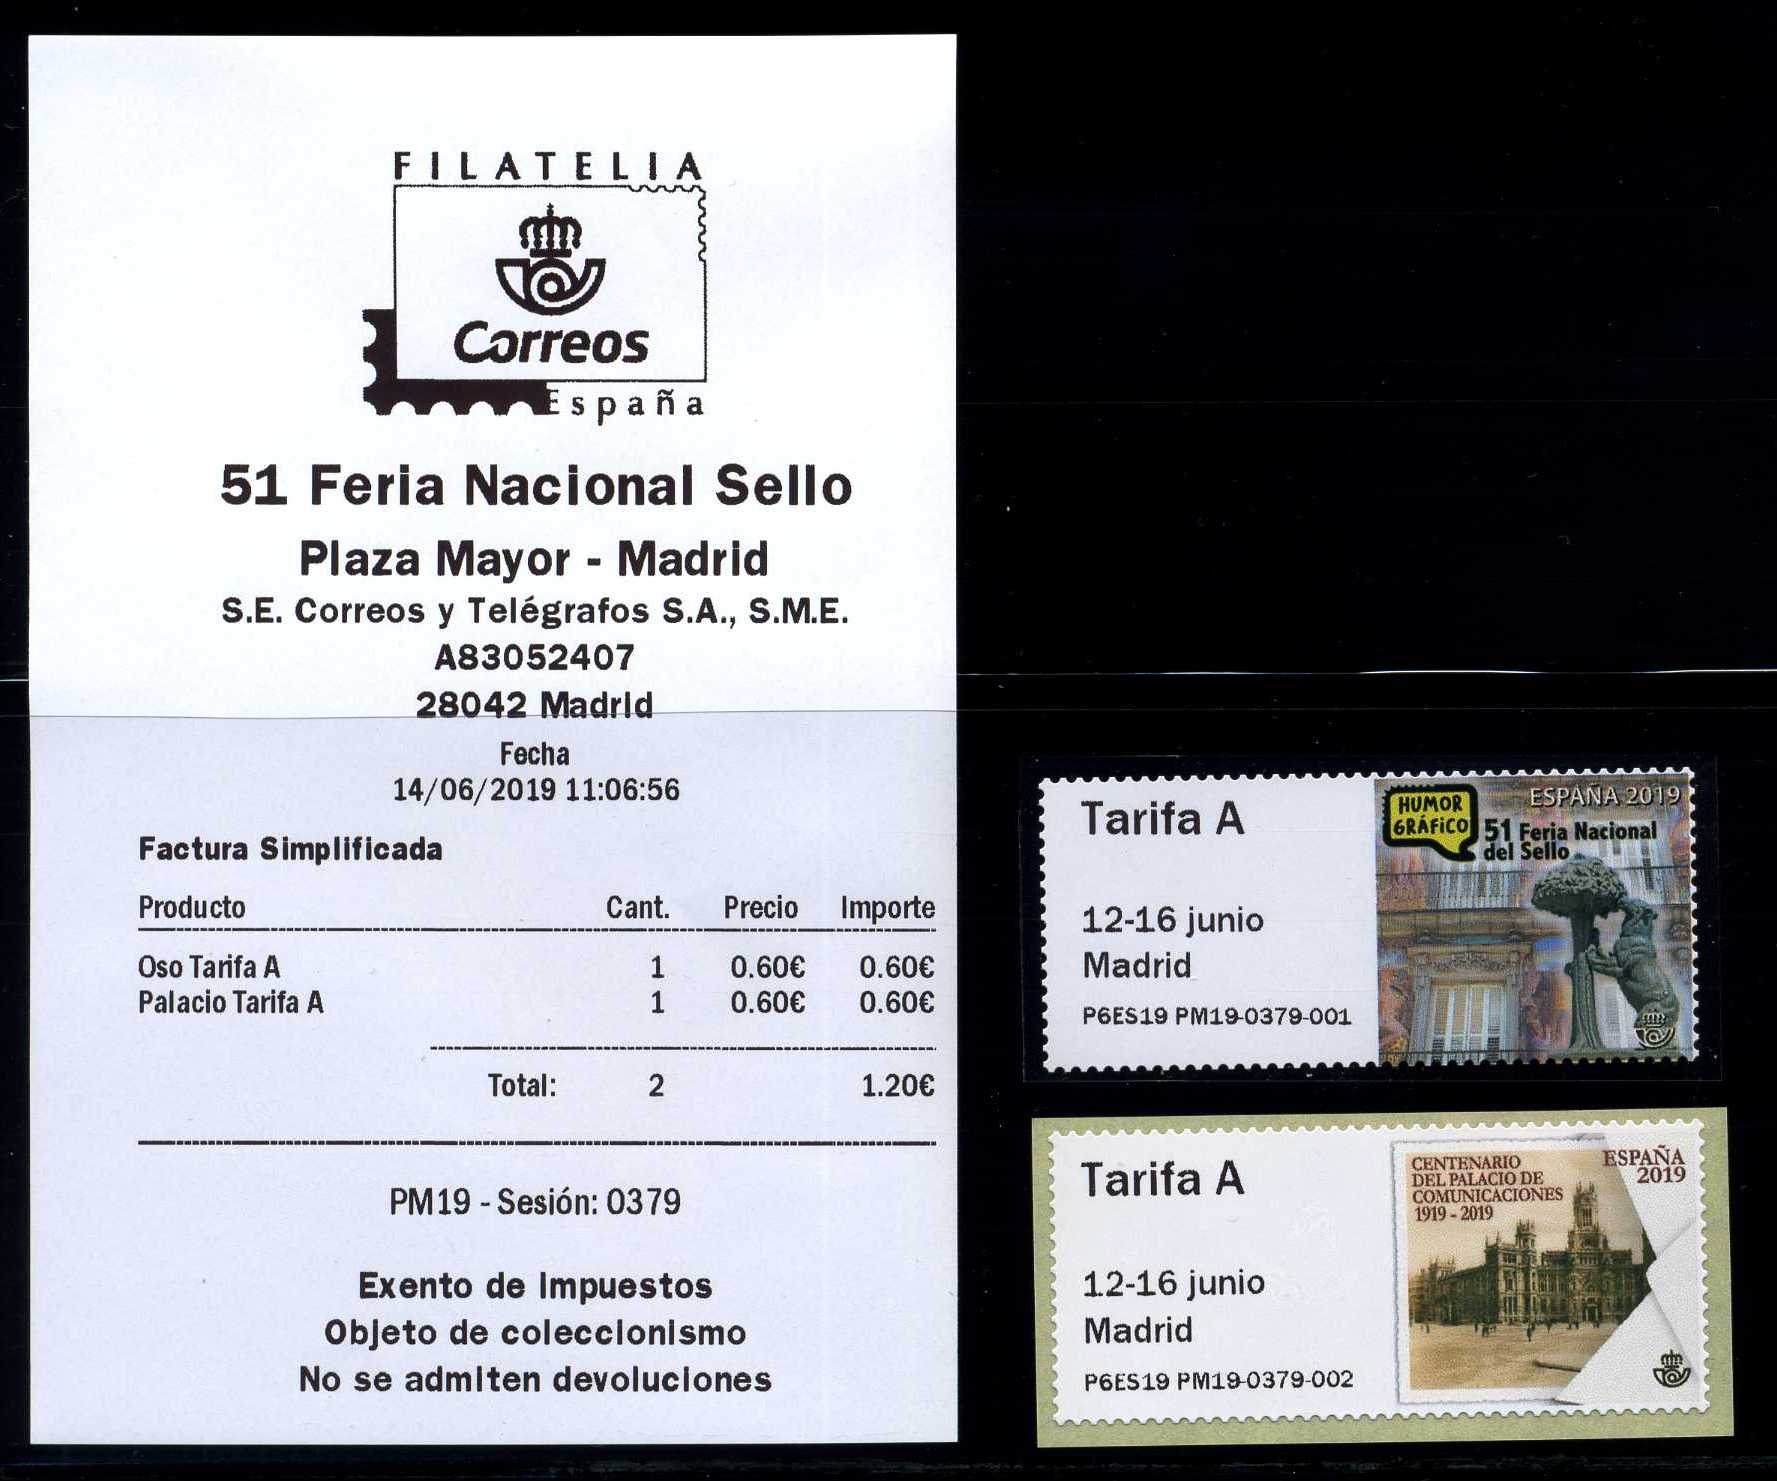 FILATELIA
Correos
España
51 Feria Nacional Sello
Plaza Mayor - Madrid
S.E. Correos y Telégrafos S.A., S.M.E.
A83052407
28042 Madrid
Fecha
14/06/2019 11:06:56
Factura Simplificada
Producto Cant. Precio Importe
Oso Tarifa A 1 0.60€ 0.60€
Palacio Tarifa A 1 0.60€ 0.60€
Total: 2 1.20€
PM19 - Sesión: 0379
Exento de Impuestos
Objeto de coleccionismo
No se admiten devoluciones
Tarifa A
12-16 junio
Madrid
P6ES19 PM19-0379-001
HUMOR
GRÁFICO
ESPAÑA 2019
51 Feria Nacional
del Sello
Tarifa A
12-16 junio
Madrid
P6ES19 PM19-0379-002
CENTENARIO
DEL PALACIO DE
COMUNICACIONES
1919 - 2019
ESPAÑA
2019